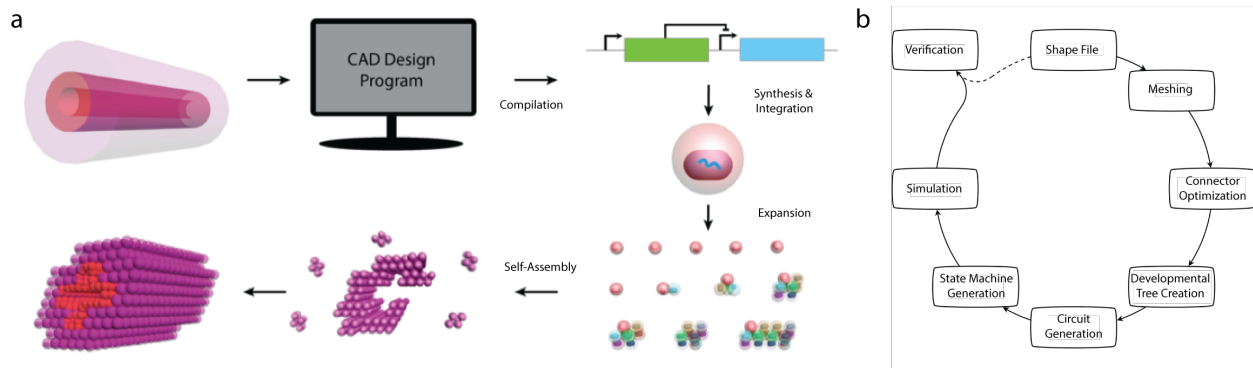 a
CAD Design
Program
Compilation
Synthesis &
Integration
Expansion
Self-Assembly
b
Verification
Shape File
Meshing
Connector
Optimization
Developmental
Tree Creation
Circuit
Generation
State Machine
Generation
Simulation